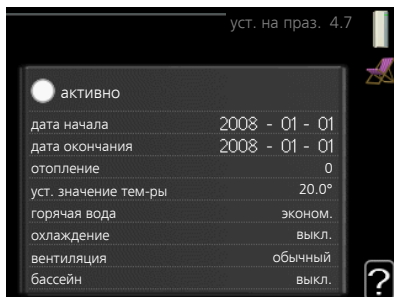 уст. на праз. 4.7
активно
дата начала 2008 - 01 - 01
дата окончания 2008 - 01 - 01
отопление 0
уст. значение тем-ры 20.0°
горячая вода эконом.
охлаждение выкл.
вентиляция обычный
бассейн выкл.
?